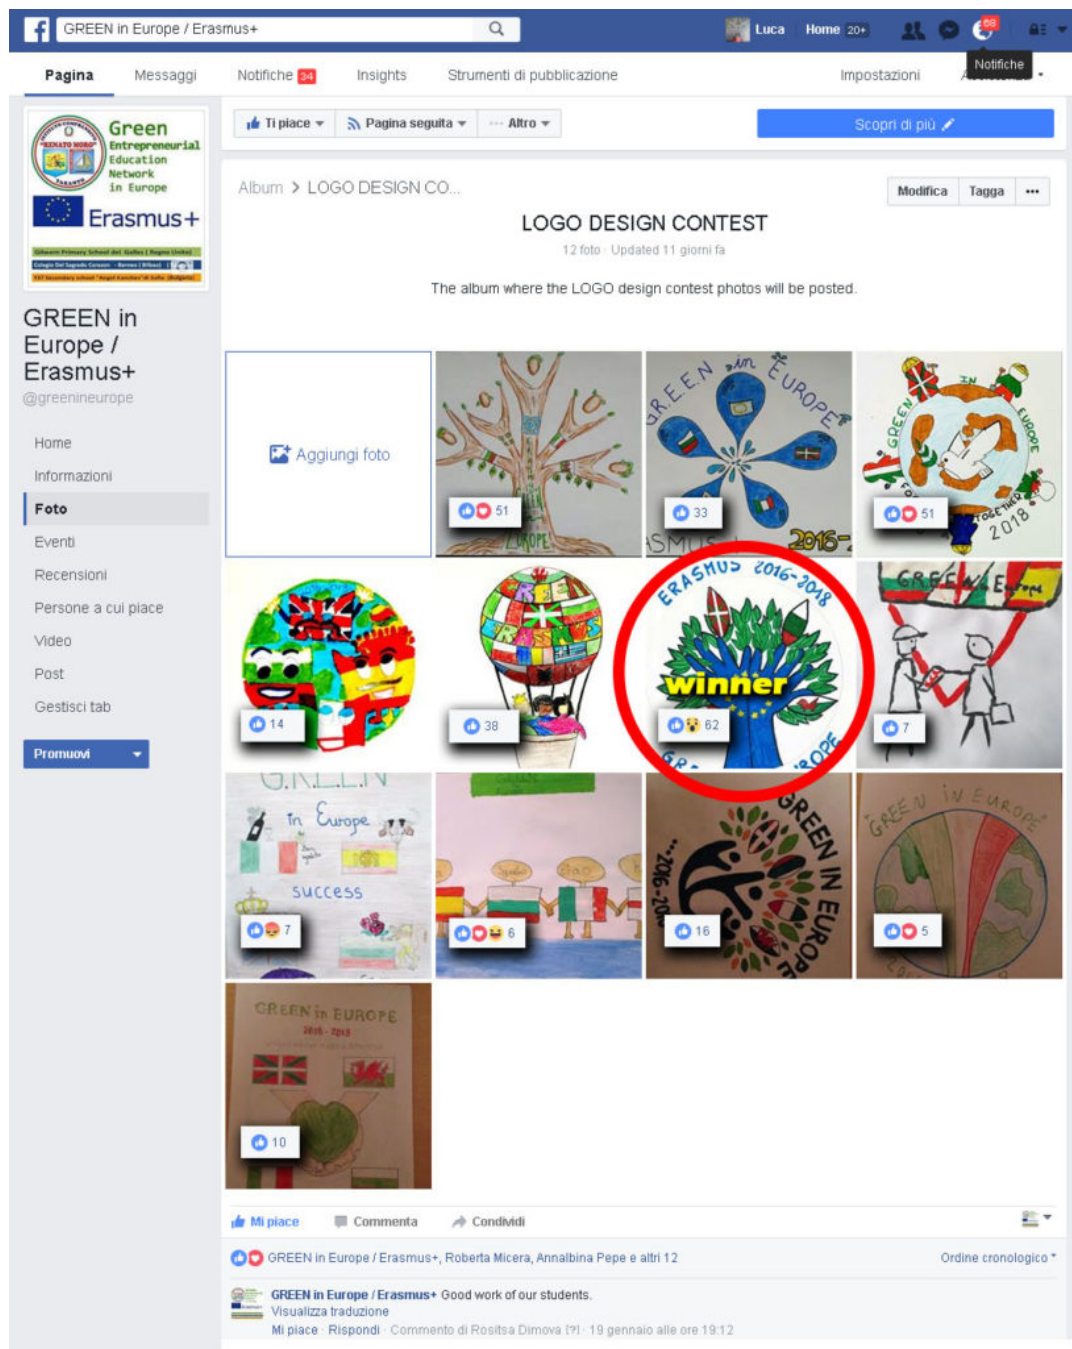 GREEN in Europe / Erasmus+
Luca Home 20+
68
Notifiche
Pagina Messaggi Notifiche 34 Insights Strumenti di pubblicazione Impostazioni
Ti piace Pagina seguita Altro Scopri di più
Green
Entrepreneurial
Education
Network
in Europe
"RENATO MORO"
TARANTO
Erasmus+
GREEN in
Europe /
Erasmus+
@greenineurope
Home
Informazioni
Foto
Eventi
Recensioni
Persone a cui piace
Video
Post
Gestisci tab
Promuovi
Album > LOGO DESIGN CO...
Modifica Tagga
LOGO DESIGN CONTEST
12 foto · Updated 11 giorni fa
The album where the LOGO design contest photos will be posted.
Aggiungi foto
EUROPE!
51
G.R.E.E.N in EUROPE"
33
2016-2
GREEN IN EUROPE
TOGETHER
2018
51
14
GREEN
ERASMUS
38
ERASMUS 2016-2018
winner
62
GREEN in Europe
7
G.R.E.E.N
in Europe
success
7
6
GREEN IN EUROPE
16
"GREEN iN EUROPE"
5
GREEN in EUROPE
2016 - 2018
10
Mi piace Commenta Condividi
GREEN in Europe / Erasmus+, Roberta Micera, Annalbina Pepe e altri 12 Ordine cronologico
GREEN in Europe / Erasmus+ Good work of our students.
Visualizza traduzione
Mi piace · Rispondi · Commento di Rositsa Dimova [?] · 19 gennaio alle ore 19:12